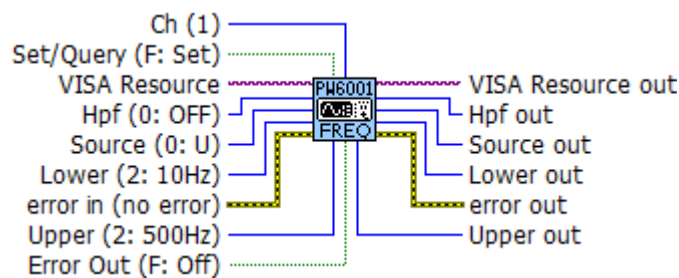 Ch (1)
Set/Query (F: Set)
VISA Resource
Hpf (0: OFF)
Source (0: U)
Lower (2: 10Hz)
error in (no error)
Upper (2: 500Hz)
Error Out (F: Off)
PW6001
FREQ
VISA Resource out
Hpf out
Source out
Lower out
error out
Upper out